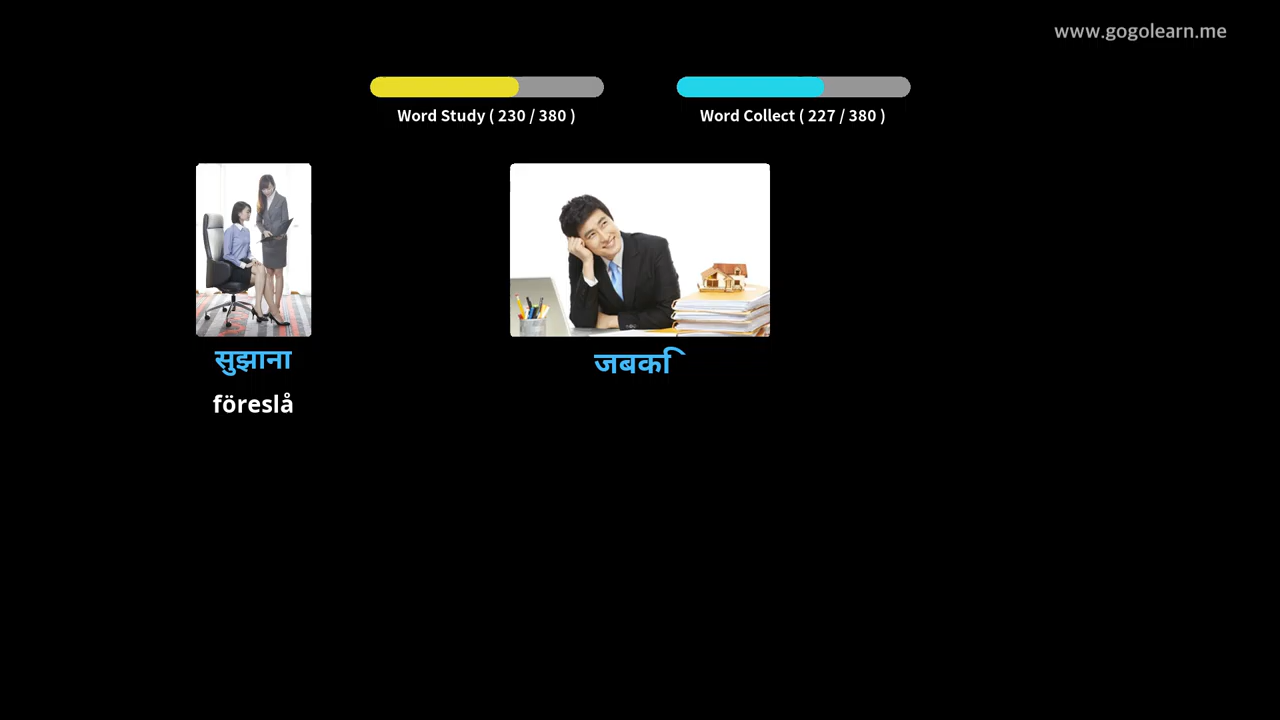 www.gogolearn.me
Word Study ( 230 / 380 )
Word Collect ( 227 / 380 )
सुझाना
जबकि
föreslå